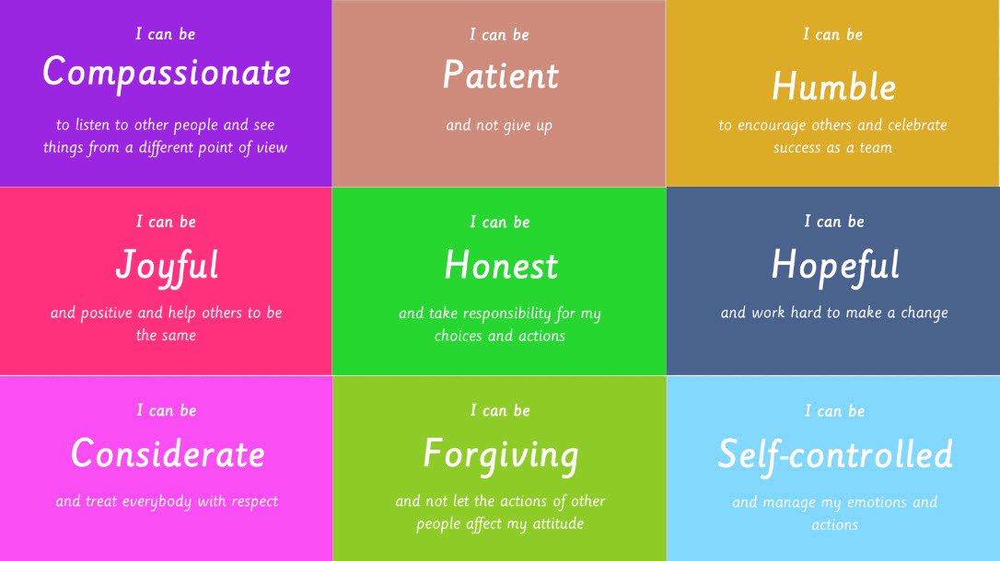 I can be
Compassionate
to listen to other people and see
things from a different point of view
I can be
Patient
and not give up
I can be
Humble
to encourage others and celebrate
success as a team
I can be
Joyful
and positive and help others to be
the same
I can be
Honest
and take responsibility for my
choices and actions
I can be
Hopeful
and work hard to make a change
I can be
Considerate
and treat everybody with respect
I can be
Forgiving
and not let the actions of other
people affect my attitude
I can be
Self-controlled
and manage my emotions and
actions